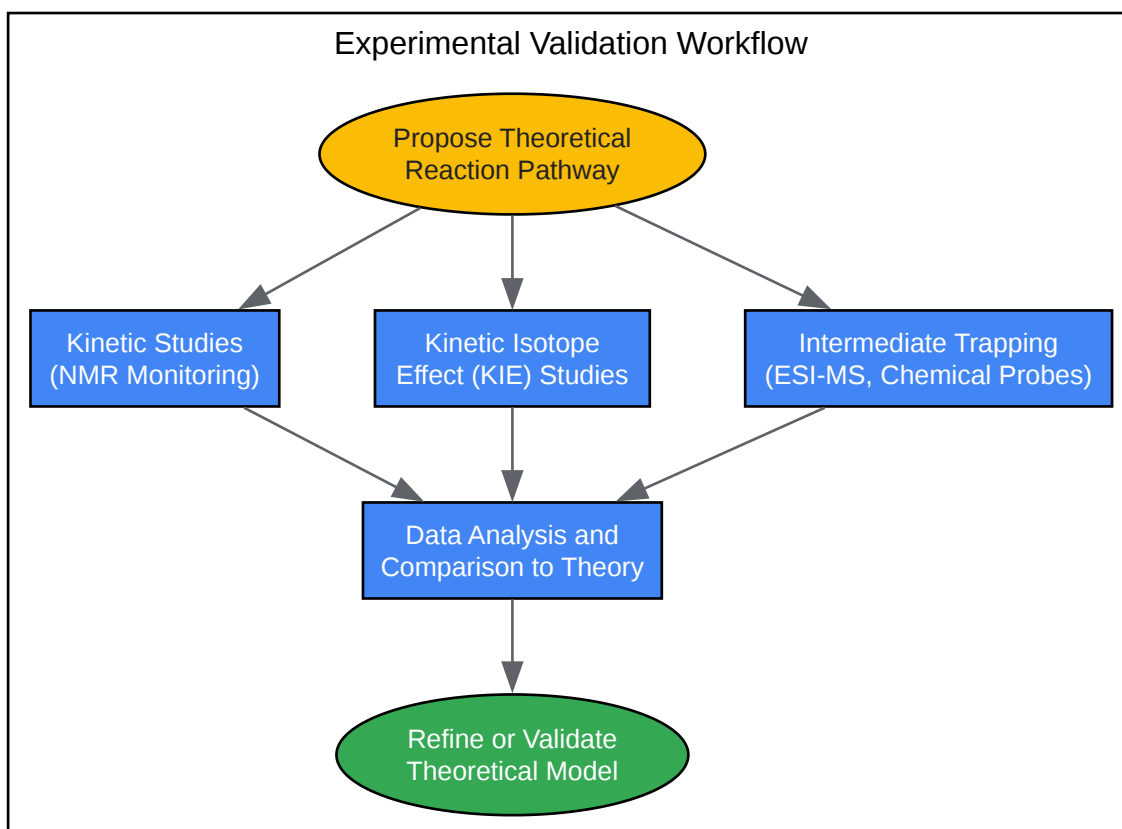 Experimental Validation Workflow
Propose Theoretical
Reaction Pathway
Kinetic Studies
(NMR Monitoring)
Kinetic Isotope
Effect (KIE) Studies
Intermediate Trapping
(ESI-MS, Chemical Probes)
Data Analysis and
Comparison to Theory
Refine or Validate
Theoretical Model